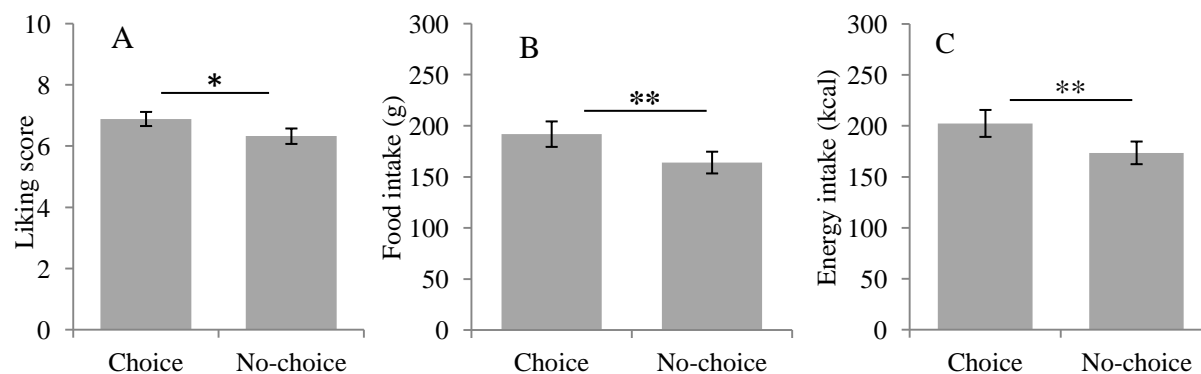 A
Liking score
10
8
6
4
2
0
*
Choice No-choice
B
Food intake (g)
300
250
200
150
100
50
0
**
Choice No-choice
C
Energy intake (kcal)
300
250
200
150
100
50
0
**
Choice No-choice